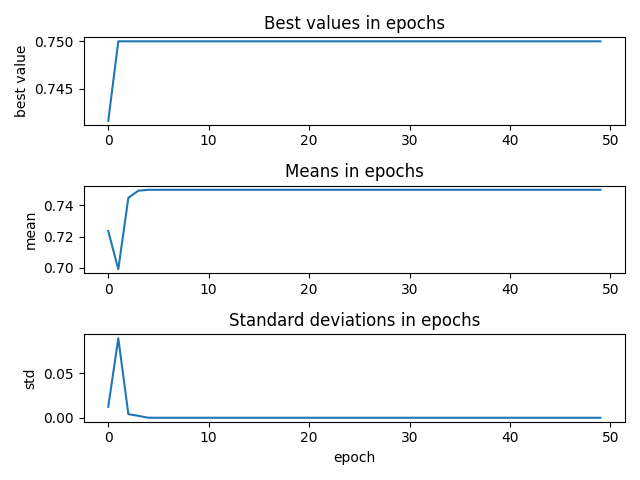 Best values in epochs
0.750
0.745
best value
0 10 20 30 40 50
Means in epochs
0.74
0.72
0.70
mean
0 10 20 30 40 50
Standard deviations in epochs
0.05
0.00
std
0 10 20 30 40 50
epoch